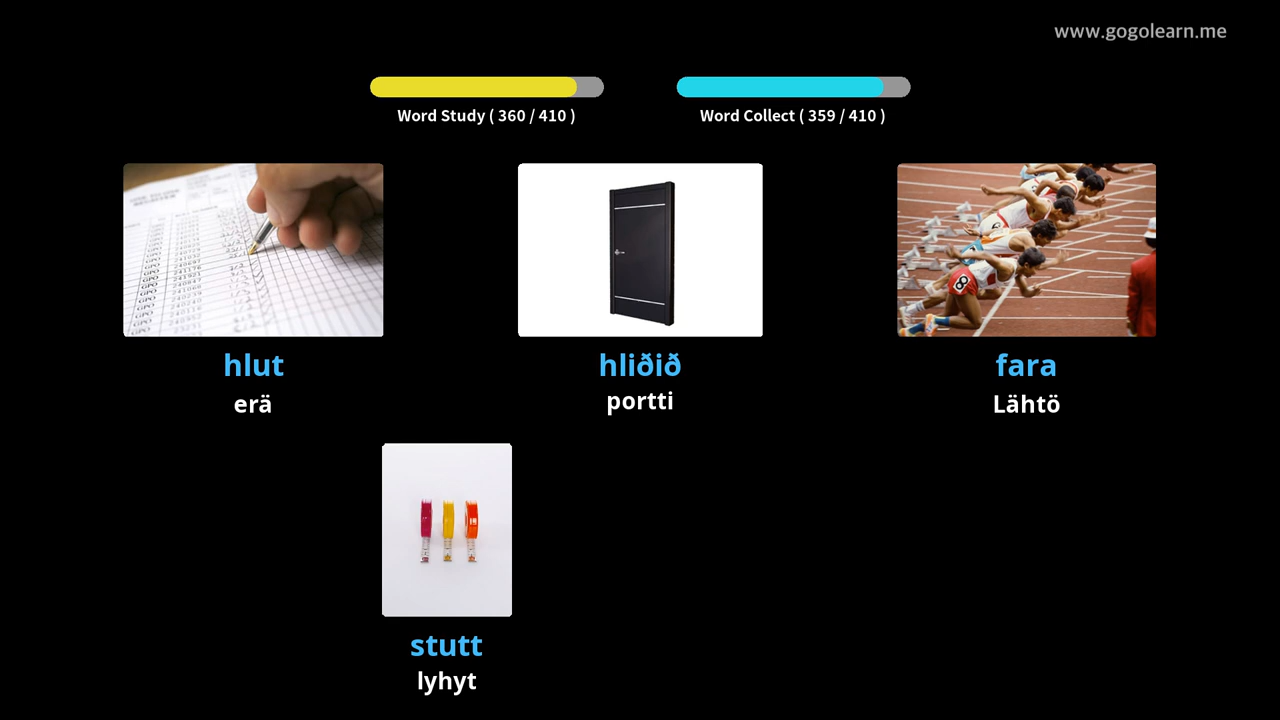 www.gogolearn.me
Word Study ( 360 / 410 )
Word Collect ( 359 / 410 )
hlut
erä
hliðið
portti
fara
Lähtö
stutt
lyhyt